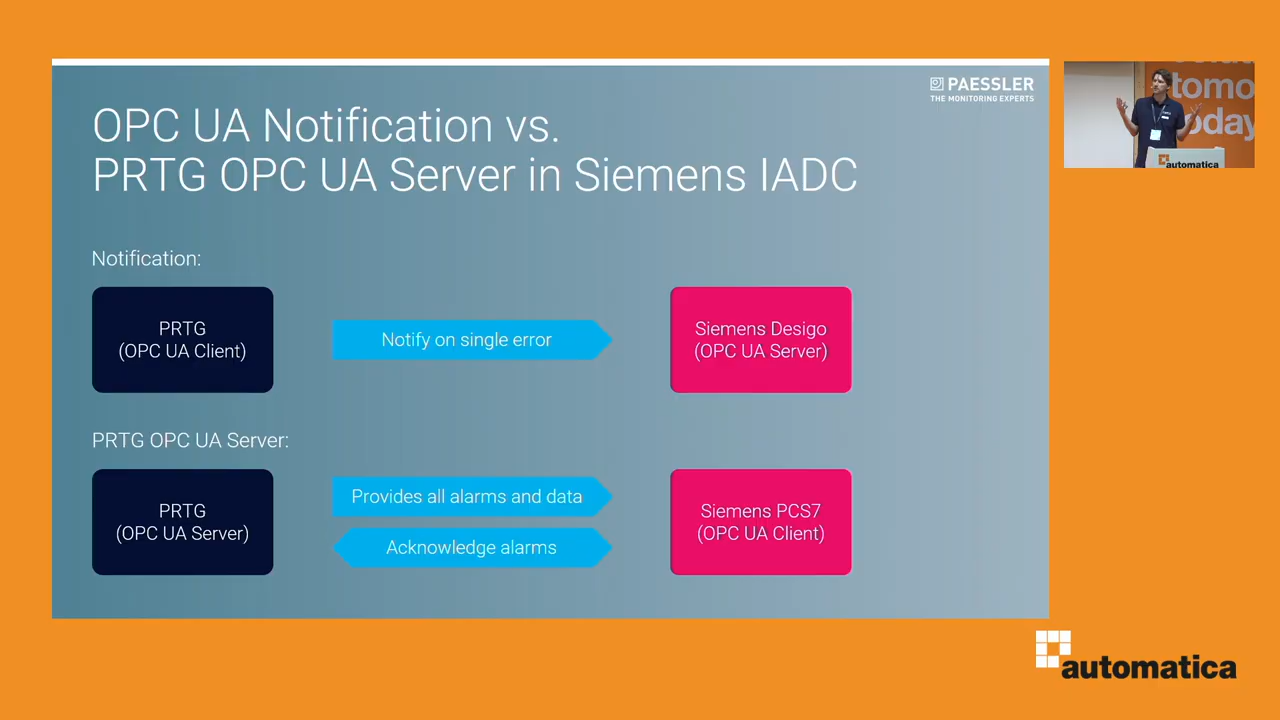 PAESSLER
THE MONITORING EXPERTS
OPC UA Notification vs.
PRTG OPC UA Server in Siemens IADC
Notification:
PRTG
(OPC UA Client)
Notify on single error
Siemens Desigo
(OPC UA Server)
PRTG OPC UA Server:
PRTG
(OPC UA Server)
Provides all alarms and data
Acknowledge alarms
Siemens PCS7
(OPC UA Client)
automatica
automatica